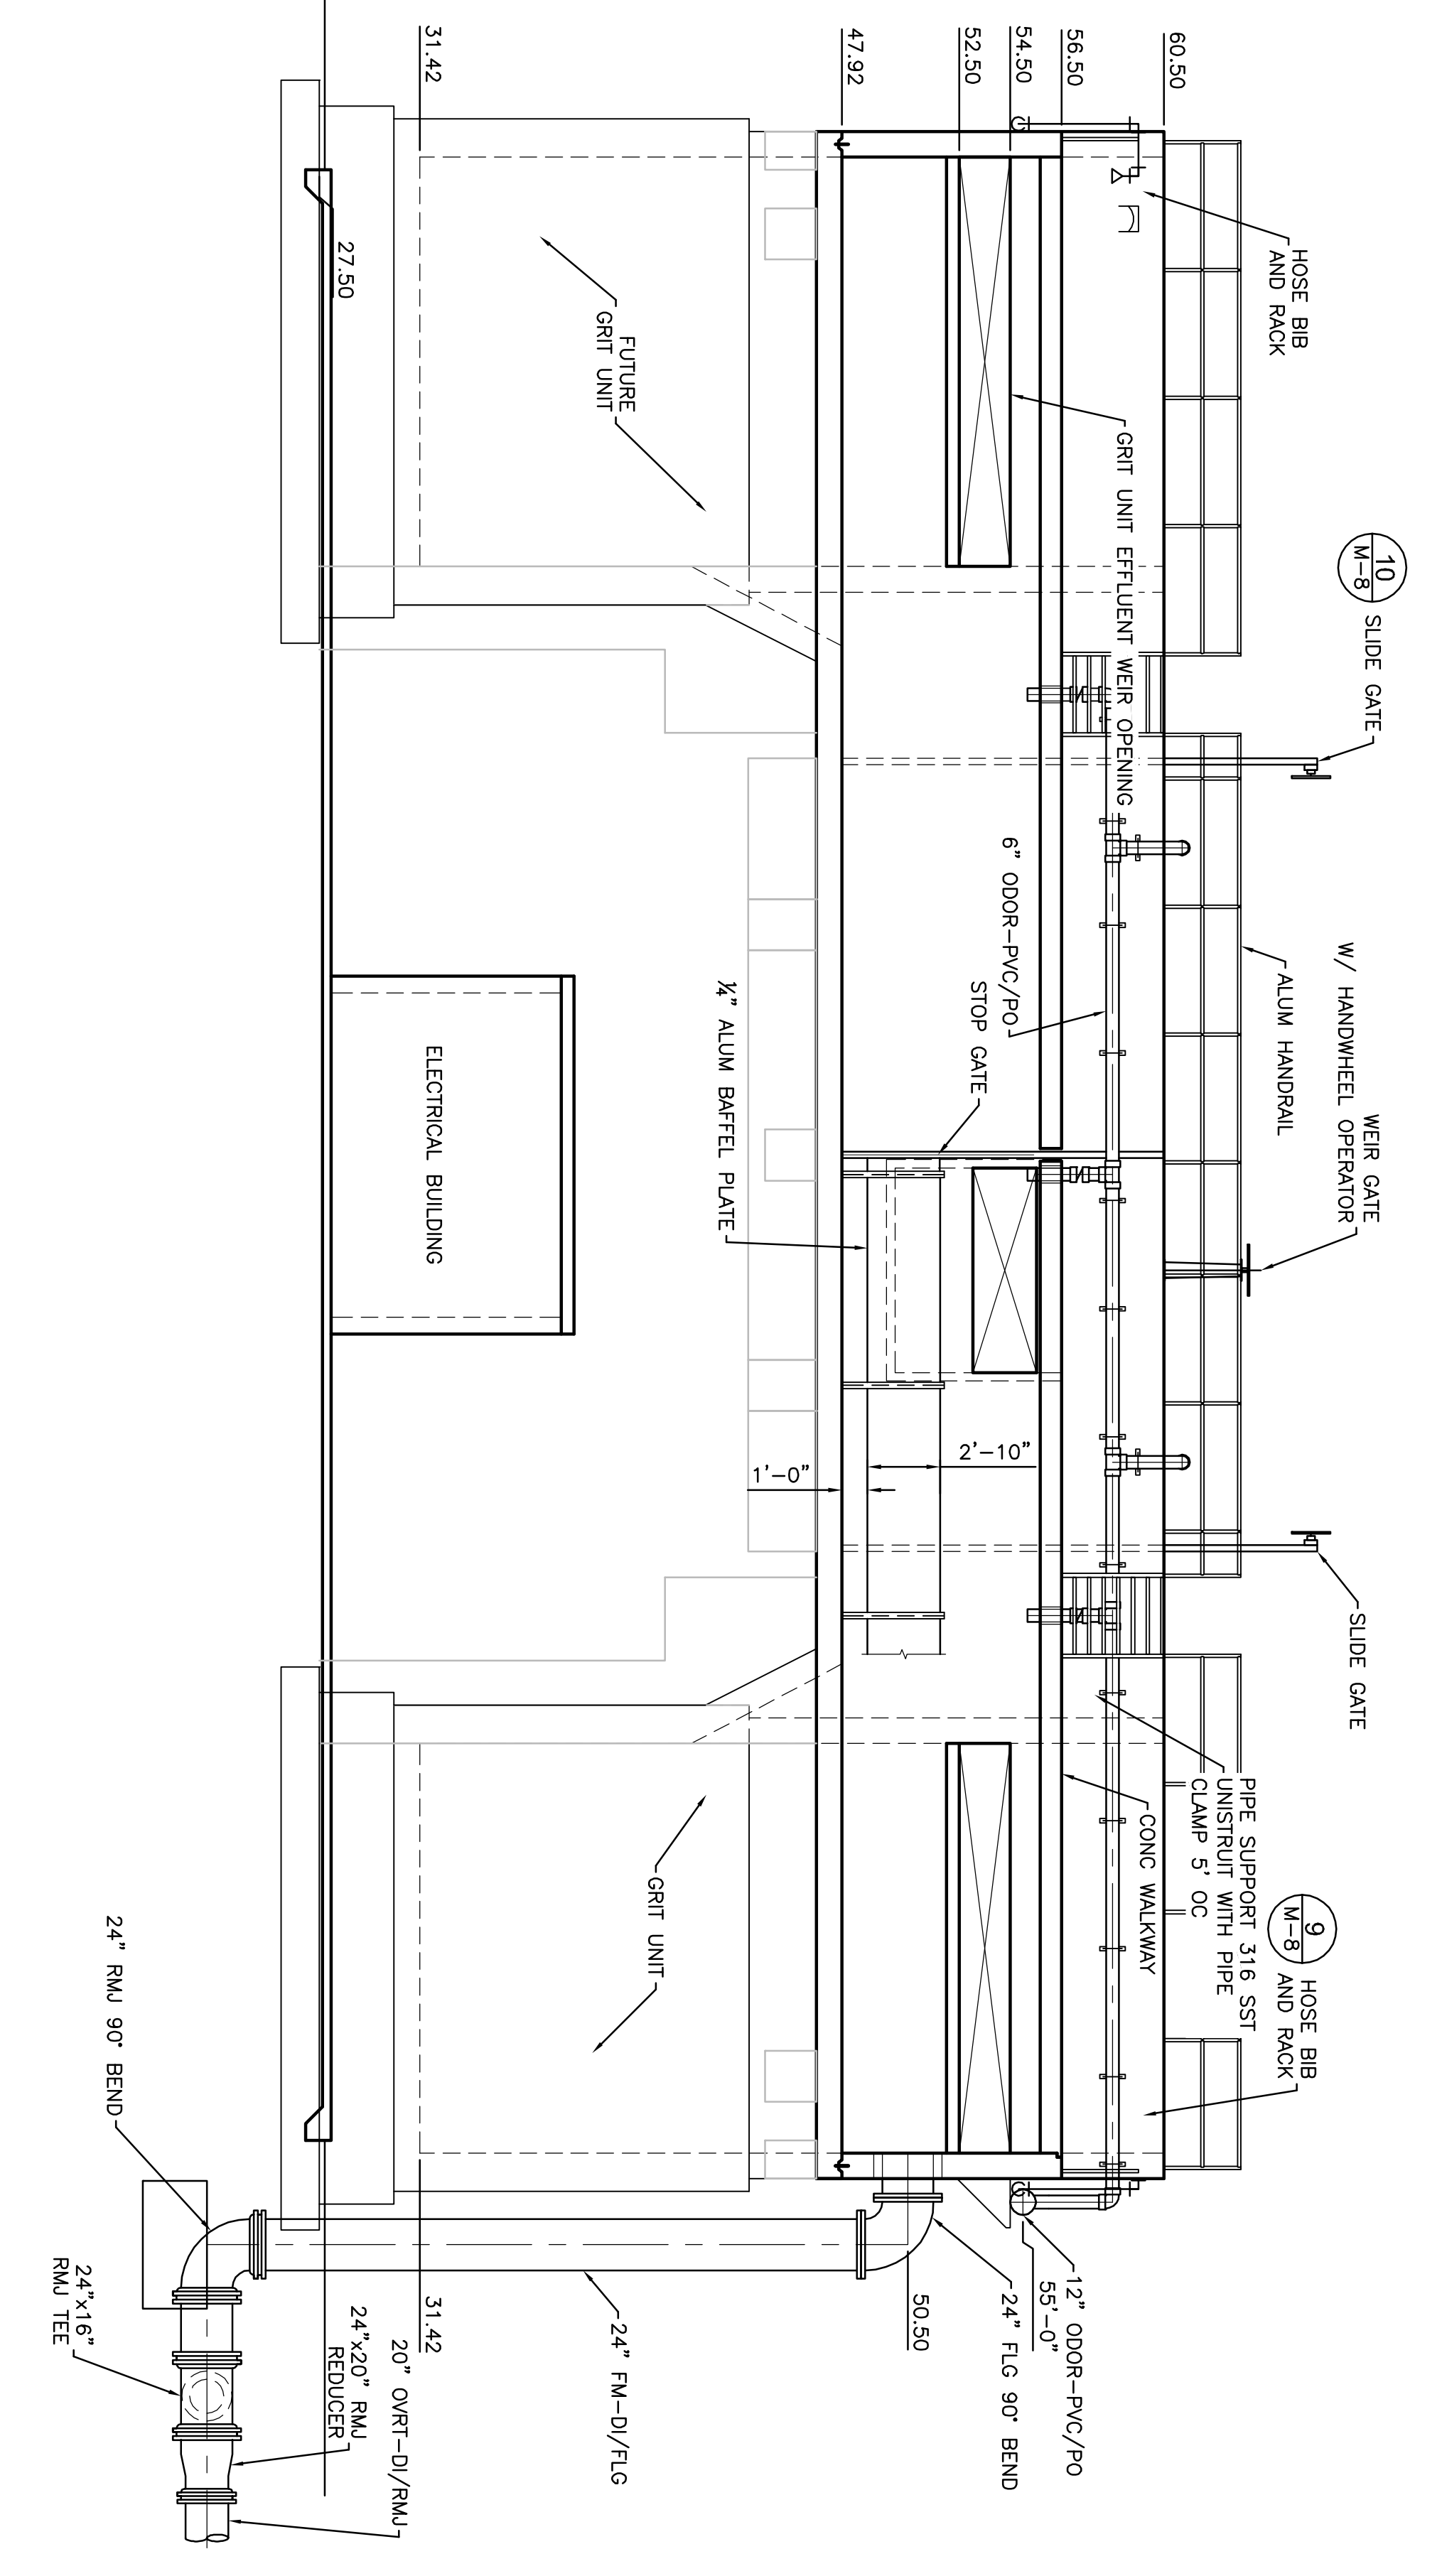 60.50
56.50
54.50
52.50
47.92
31.42
27.50
HOSE BIB
AND RACK
GRIT UNIT EFFLUENT WEIR OPENING
FUTURE
GRIT UNIT
10
M-8
SLIDE GATE
6" ODOR-PVC/PO
STOP GATE
¼" ALUM BAFFEL PLATE
ELECTRICAL BUILDING
ALUM HANDRAIL
WEIR GATE
W/ HANDWHEEL OPERATOR
2'-10"
1'-0"
SLIDE GATE
PIPE SUPPORT 316 SST
UNISTRUIT WITH PIPE
CLAMP 5' OC
CONC WALKWAY
9
M-8
HOSE BIB
AND RACK
GRIT UNIT
12" ODOR-PVC/PO
55'-0"
24" FLG 90° BEND
50.50
24" FM-DI/FLG
31.42
20" OVRT-DI/RMJ
24"x20" RMJ
REDUCER
24" RMJ 90° BEND
24"x16"
RMJ TEE